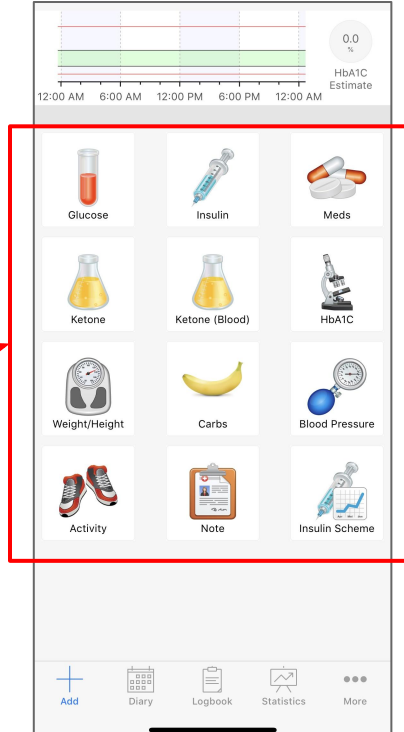 0.0
%
HbA1C
Estimate
12:00 AM 6:00 AM 12:00 PM 6:00 PM 12:00 AM
Glucose Insulin Meds
Ketone Ketone (Blood) HbA1C
Weight/Height Carbs Blood Pressure
Activity Note Insulin Scheme
Add Diary Logbook Statistics More